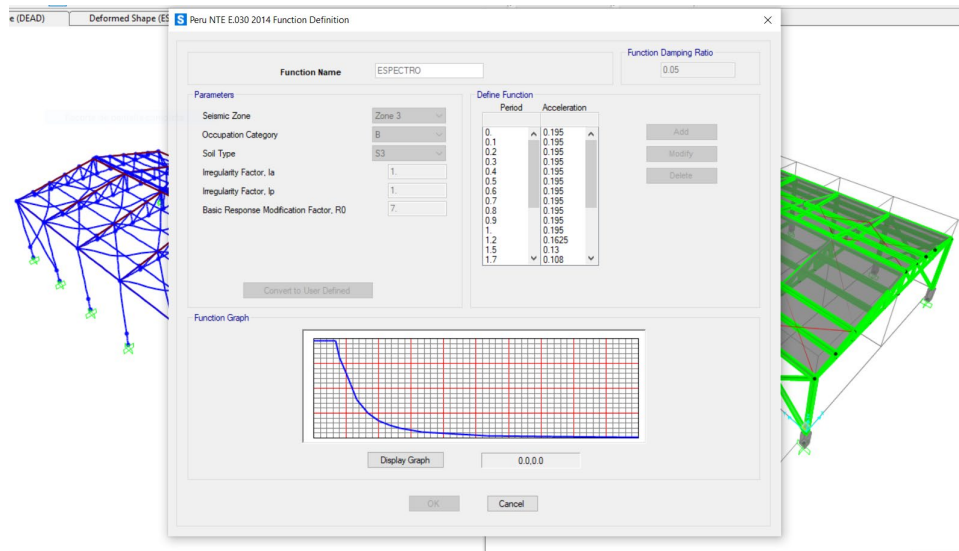 e (DEAD)
Deformed Shape (ES
S Peru NTE E.030 2014 Function Definition
Function Damping Ratio
Function Name ESPECTRO 0.05
Parameters
Seismic Zone Zone 3
Occupation Category B
Soil Type S3
Irregularity Factor, Ia 1.
Irregularity Factor, Ip 1.
Basic Response Modification Factor, R0 7.
Convert to User Defined
Define Function
Period Acceleration
0. 0.195
0.1 0.195
0.2 0.195
0.3 0.195
0.4 0.195
0.5 0.195
0.6 0.195
0.7 0.195
0.8 0.195
0.9 0.195
1. 0.195
1.2 0.1625
1.5 0.13
1.7 0.108
Add
Modify
Delete
Function Graph
Display Graph 0.0,0.0
OK Cancel